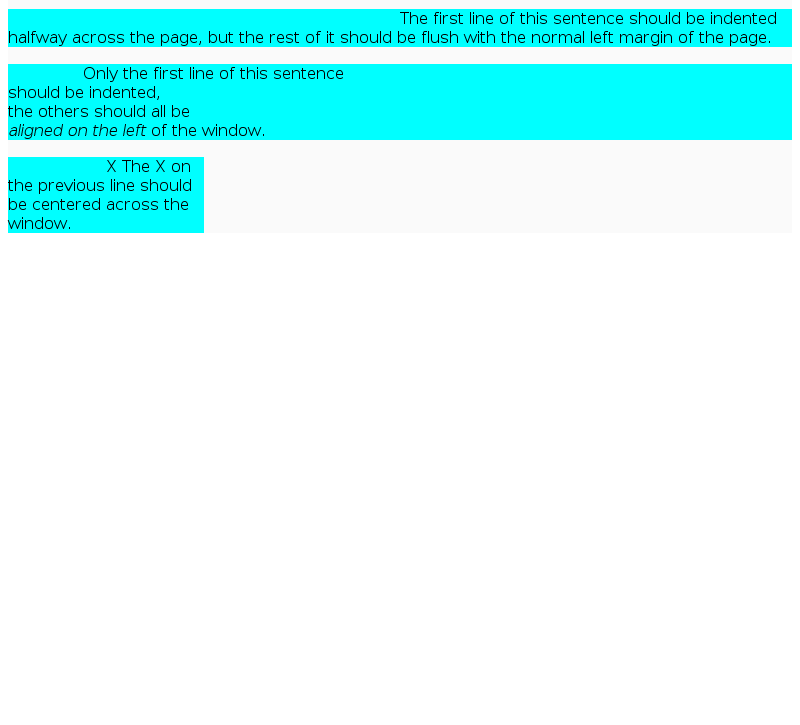 The first line of this sentence should be indented
halfway across the page, but the rest of it should be flush with the normal left margin of the page.
Only the first line of this sentence
should be indented,
the others should all be
aligned on the left of the window.
X The X on
the previous line should
be centered across the
window.